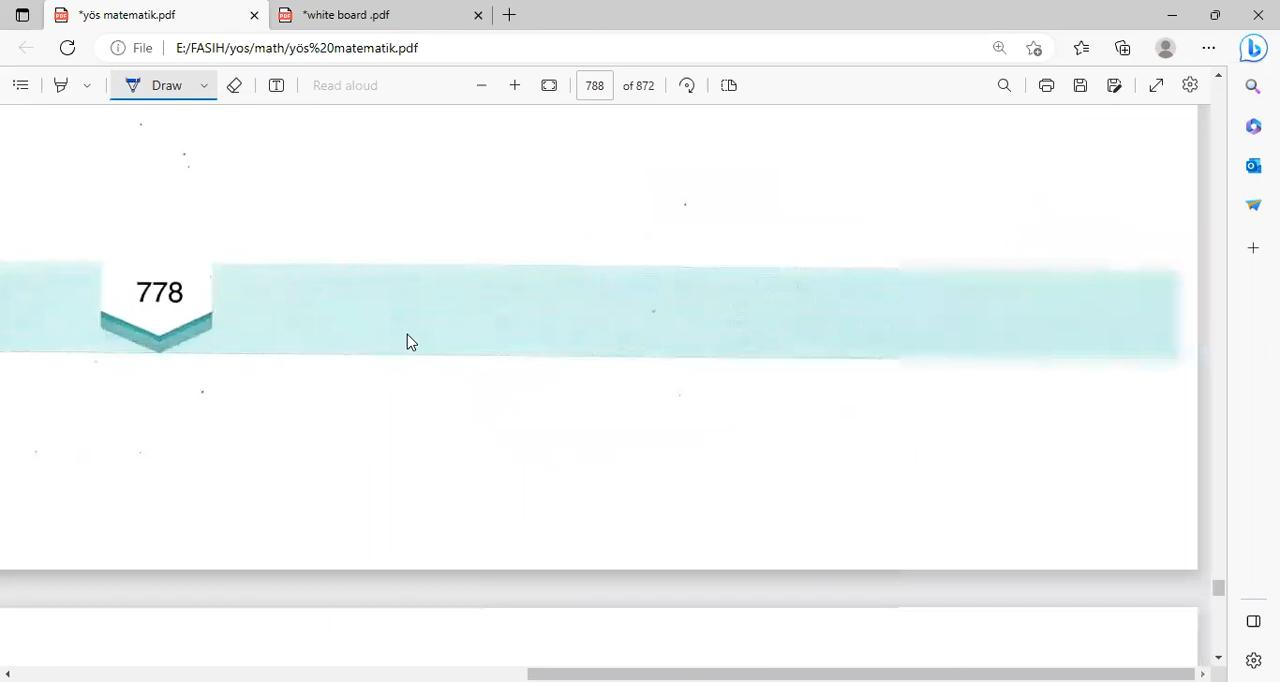 *yös matematik.pdf
*white board .pdf
File
E:/FASIH/yos/math/yös%20matematik.pdf
Draw
Read aloud
788
of 872
778